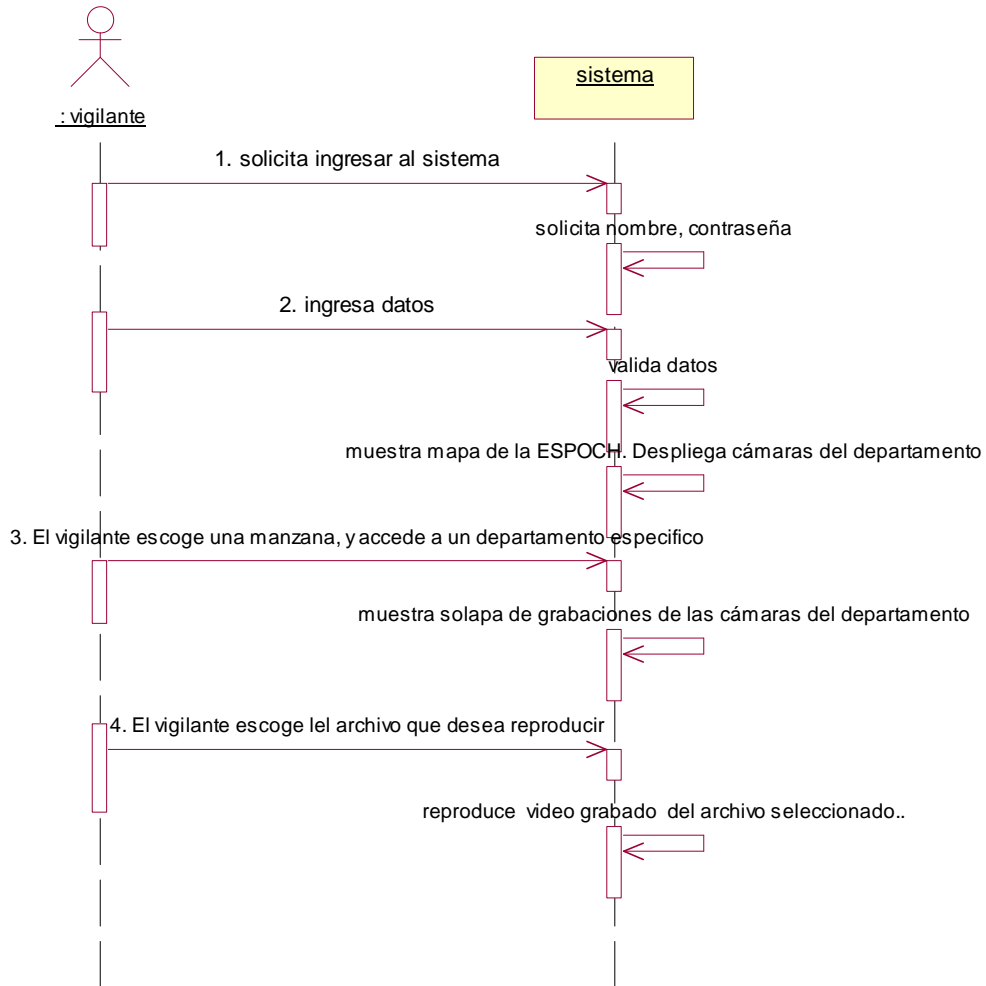 sistema
: vigilante
1. solicita ingresar al sistema
solicita nombre, contraseña
2. ingresa datos
valida datos
muestra mapa de la ESPOCH. Despliega cámaras del departamento
3. El vigilante escoge una manzana, y accede a un departamento especifico
muestra solapa de grabaciones de las cámaras del departamento
4. El vigilante escoge lel archivo que desea reproducir
reproduce video grabado del archivo seleccionado..